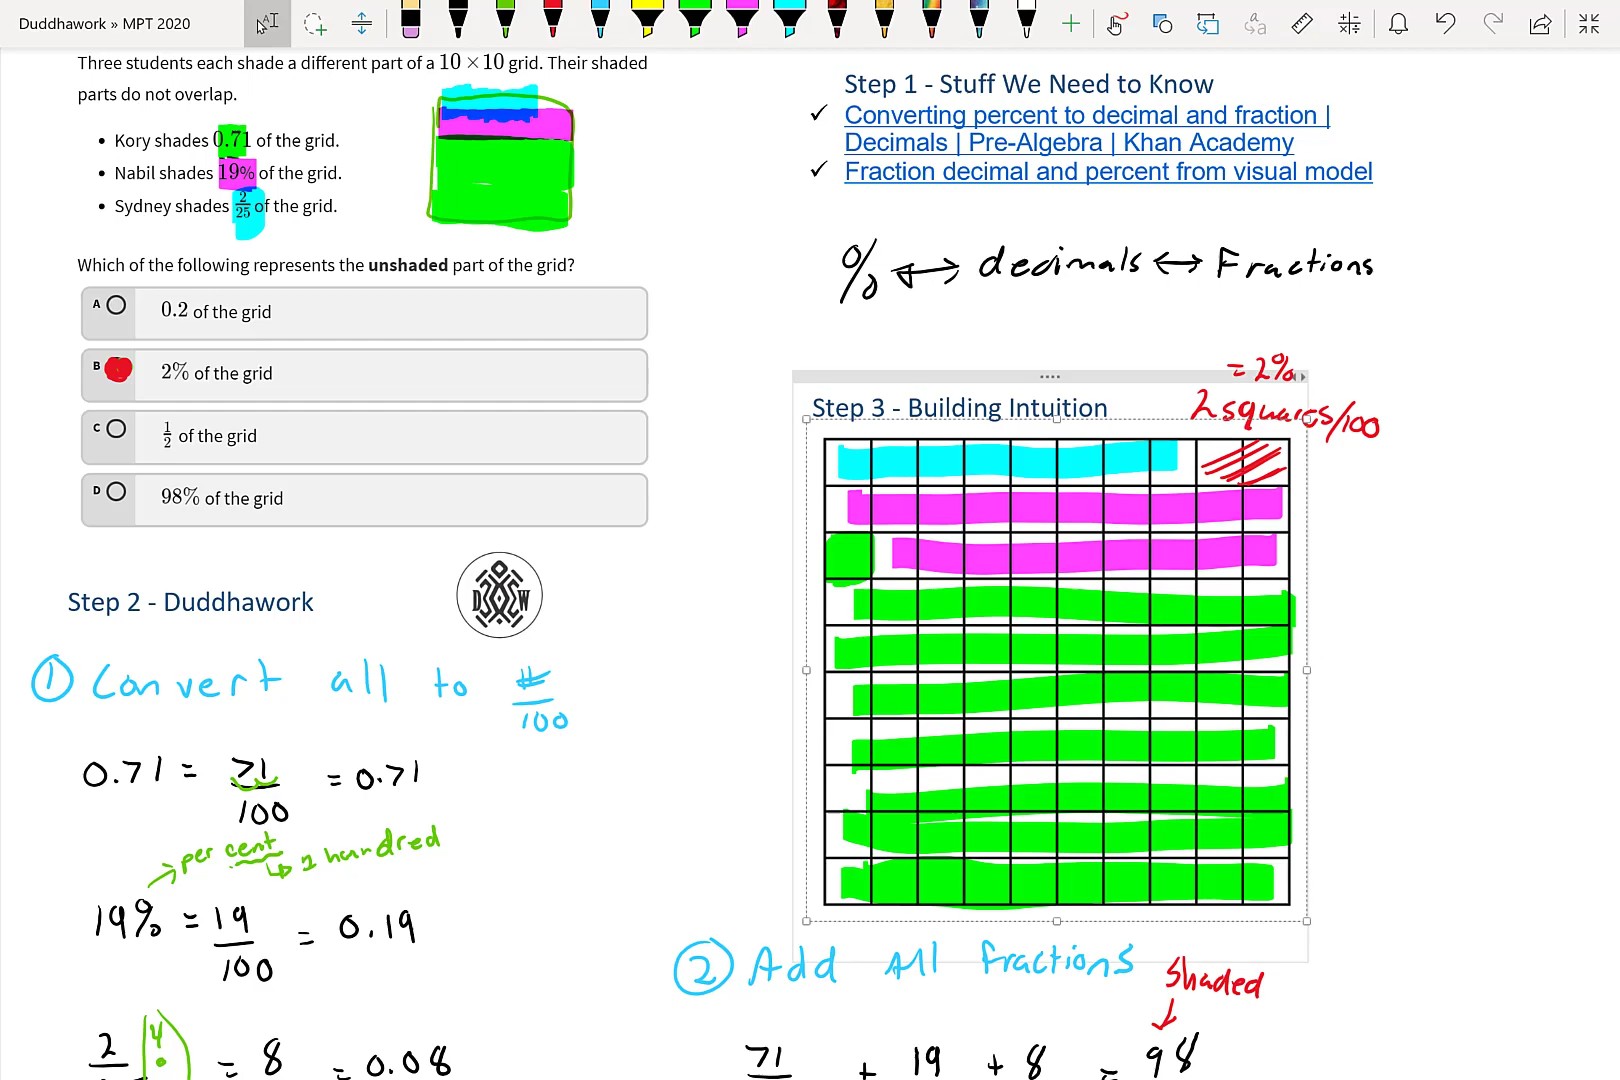 Duddhawork » MPT 2020
Three students each shade a different part of a 10 × 10 grid. Their shaded
parts do not overlap.
• Kory shades 0.71 of the grid.
• Nabil shades 19% of the grid.
• Sydney shades 2/25 of the grid.
Which of the following represents the unshaded part of the grid?
A 0.2 of the grid
B 2% of the grid
C 1/2 of the grid
D 98% of the grid
Step 2 - Duddhawork
D W
① Convert all to #/100
0.71 = 71/100 = 0.71
per cent ↳ 1 hundred
19% = 19/100 = 0.19
2 4 = 8 = 0.08
Step 1 - Stuff We Need to Know
✓ Converting percent to decimal and fraction |
Decimals | Pre-Algebra | Khan Academy
✓ Fraction decimal and percent from visual model
% ↔ decimals ↔ Fractions
= 2%
Step 3 - Building Intuition
2 squares/100
② Add All fractions
Shaded
71 + 19 + 8 = 98